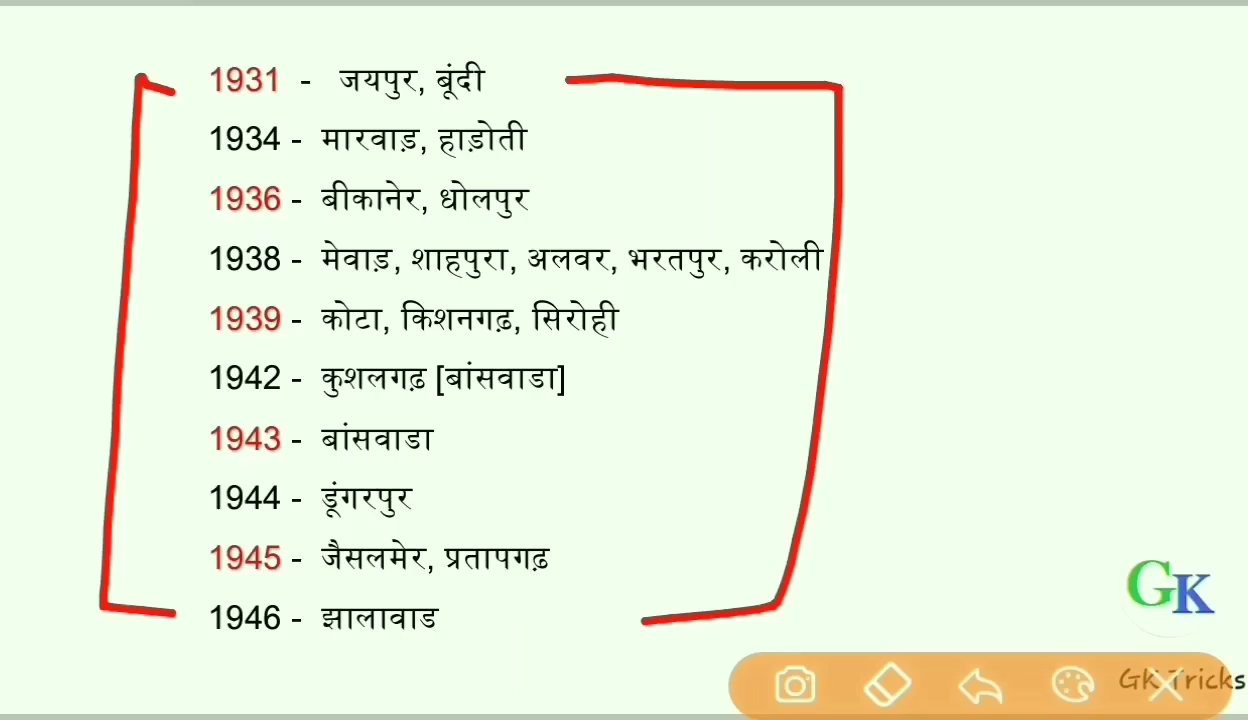 1931 - जयपुर, बूंदी
1934 - मारवाड़, हाड़ोती
1936 - बीकानेर, धोलपुर
1938 - मेवाड़, शाहपुरा, अलवर, भरतपुर, करोली
1939 - कोटा, किशनगढ़, सिरोही
1942 - कुशलगढ़ [बांसवाडा]
1943 - बांसवाडा
1944 - डूंगरपुर
1945 - जैसलमेर, प्रतापगढ़
1946 - झालावाड
GK
GK Tricks